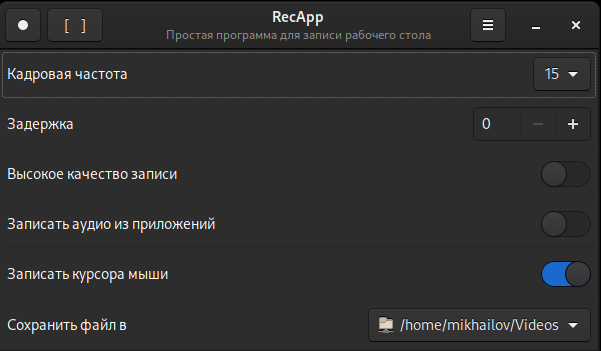 RecApp
[ ] Простая программа для записи рабочего стола
Кадровая частота 15
Задержка 0 − +
Высокое качество записи
Записать аудио из приложений
Записать курсора мыши
Сохранить файл в /home/mikhailov/Videos